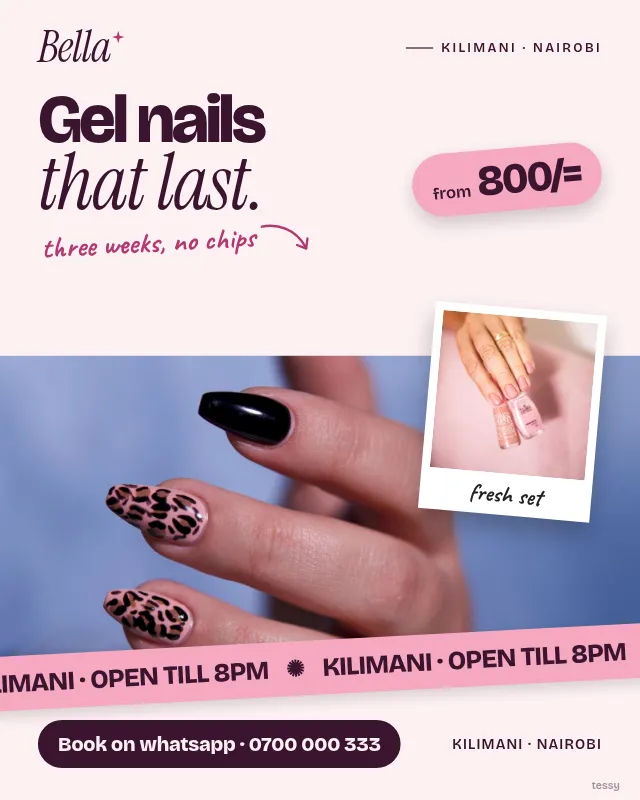 Bella
KILIMANI · NAIROBI
Gel nails
that last.
from 800/=
three weeks, no chips
fresh set
LIMANI · OPEN TILL 8PM ✺ KILIMANI · OPEN TILL 8PM
Book on whatsapp · 0700 000 333
KILIMANI · NAIROBI
tessy